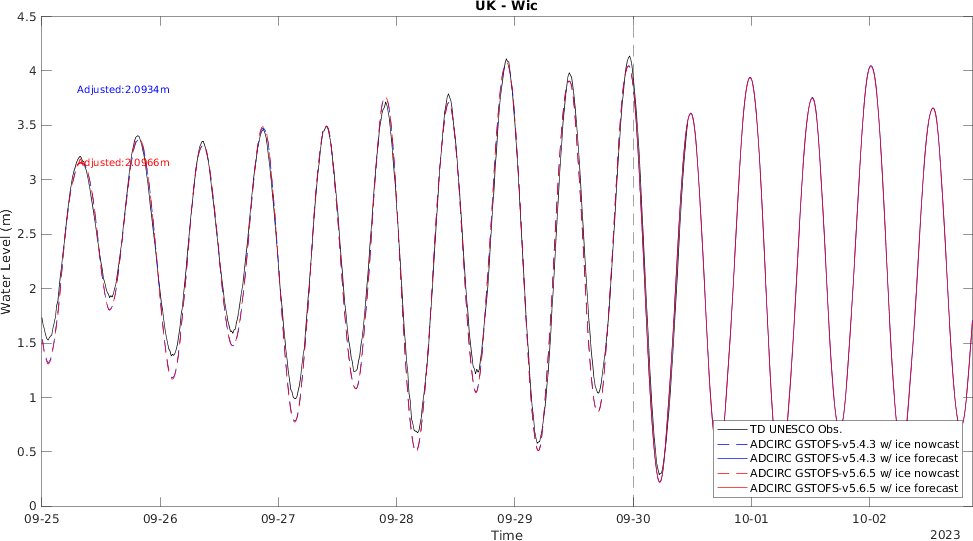 UK - Wic
4.5
4
3.5
3
2.5
2
1.5
1
0.5
0
Water Level (m)
Adjusted:2.0934m
Adjusted:2.0966m
TD UNESCO Obs.
ADCIRC GSTOFS-v5.4.3 w/ ice nowcast
ADCIRC GSTOFS-v5.4.3 w/ ice forecast
ADCIRC GSTOFS-v5.6.5 w/ ice nowcast
ADCIRC GSTOFS-v5.6.5 w/ ice forecast
09-25 09-26 09-27 09-28 09-29 09-30 10-01 10-02
Time
2023